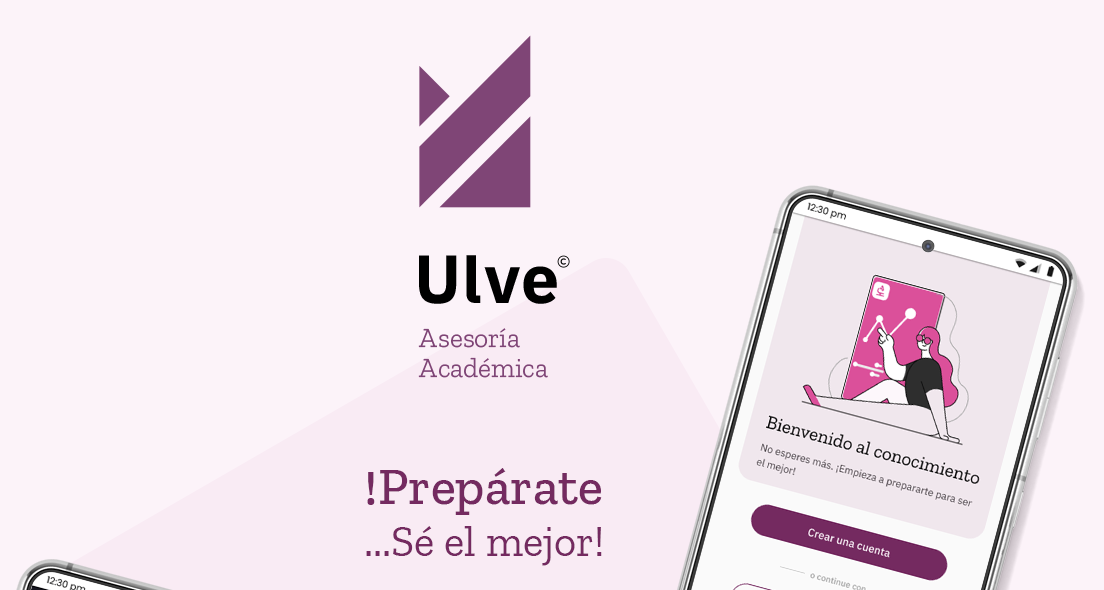 Ulve©
Asesoría
Académica
!Prepárate
...Sé el mejor!
12:30 pm
Bienvenido al conocimiento
No esperes más. ¡Empieza a prepararte para ser
el mejor!
Crear una cuenta
o continue con
12:30 pm